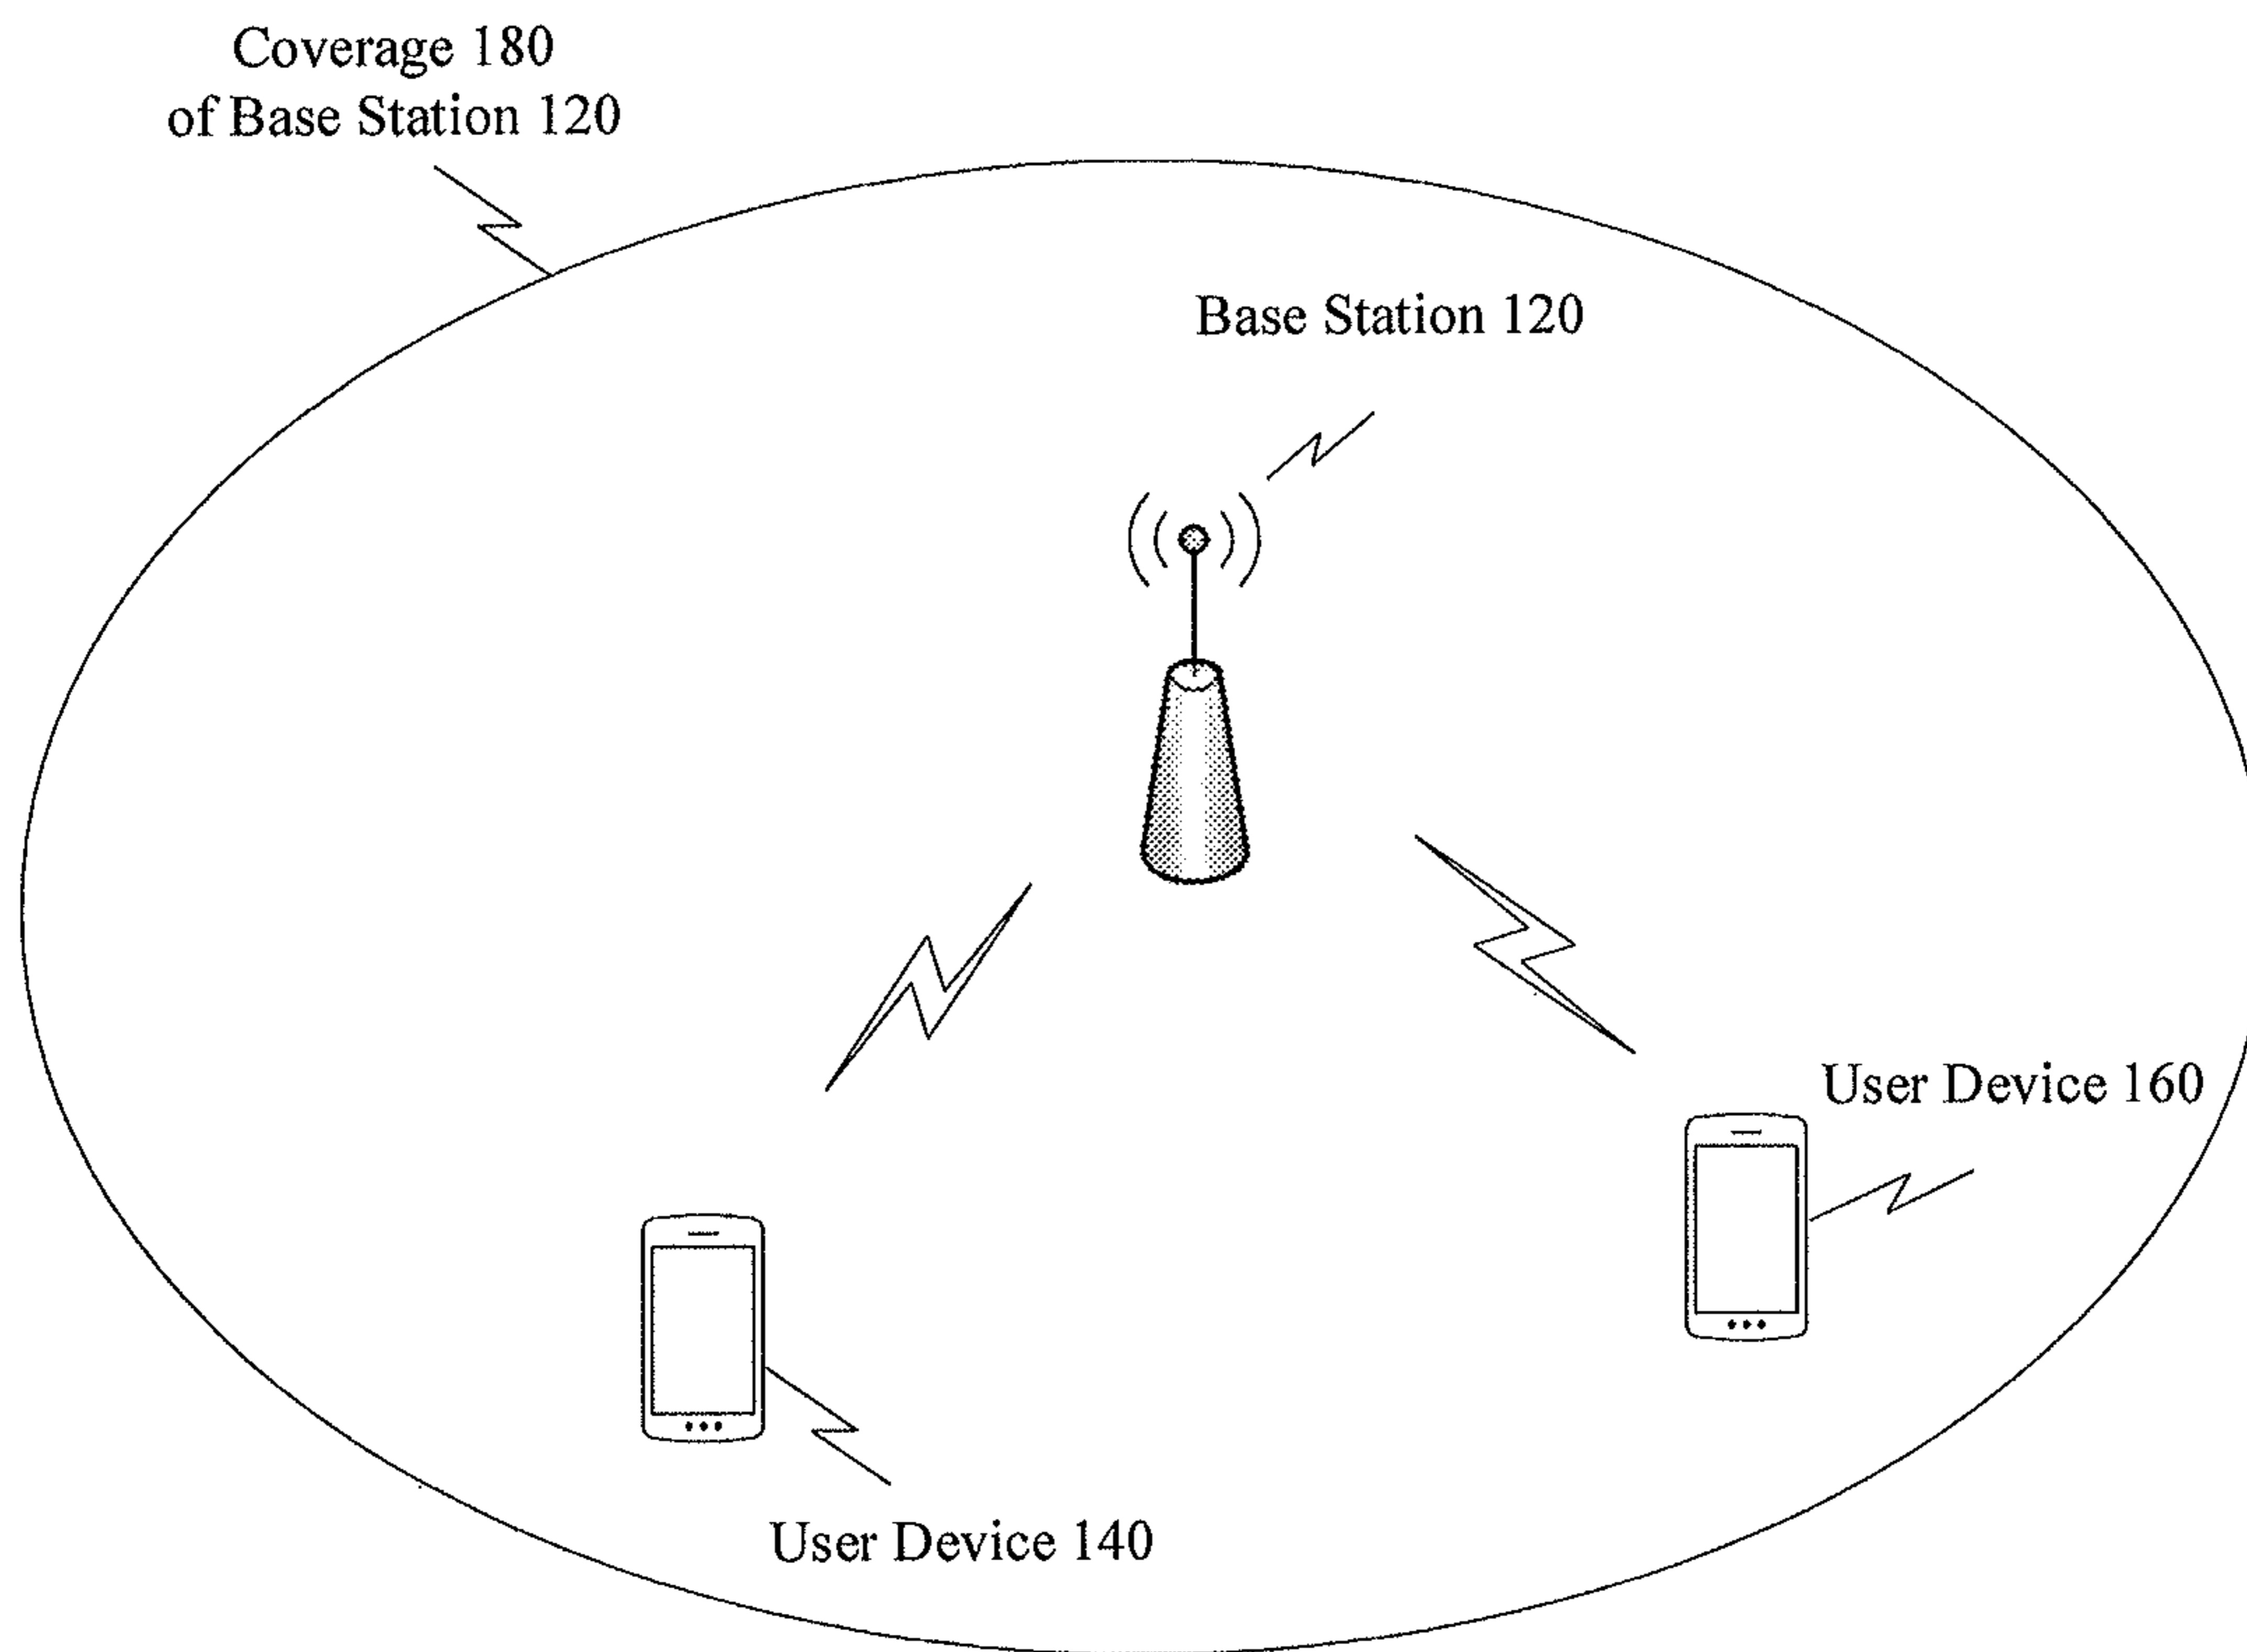 Coverage 180
of Base Station 120
Base Station 120
User Device 160
User Device 140